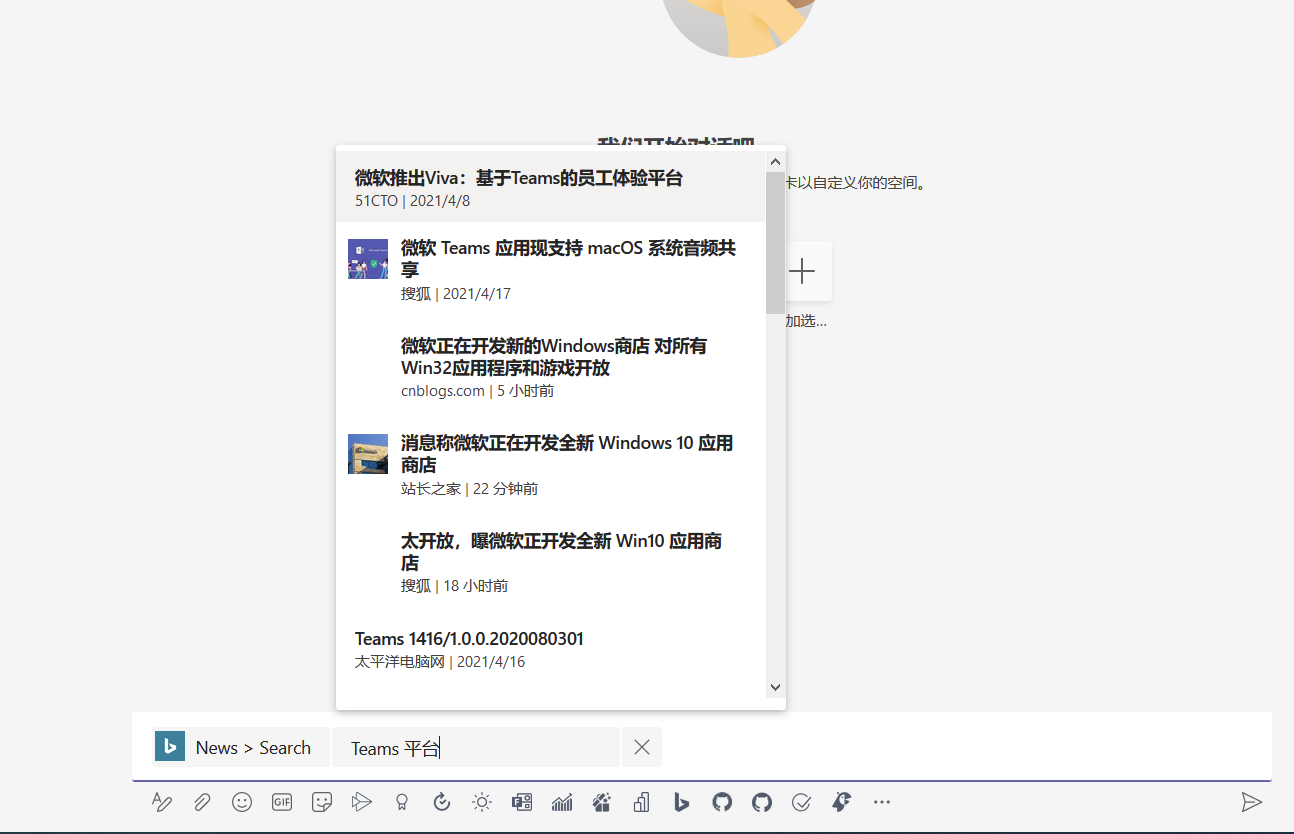 我们开始对话吧
卡以自定义你的空间。
加选...
微软推出Viva：基于Teams的员工体验平台
51CTO | 2021/4/8
微软 Teams 应用现支持 macOS 系统音频共
享
搜狐 | 2021/4/17
微软正在开发新的Windows商店 对所有
Win32应用程序和游戏开放
cnblogs.com | 5 小时前
消息称微软正在开发全新 Windows 10 应用
商店
站长之家 | 22 分钟前
太开放，曝微软正开发全新 Win10 应用商
店
搜狐 | 18 小时前
Teams 1416/1.0.0.2020080301
太平洋电脑网 | 2021/4/16
News > Search
Teams 平台
GIF